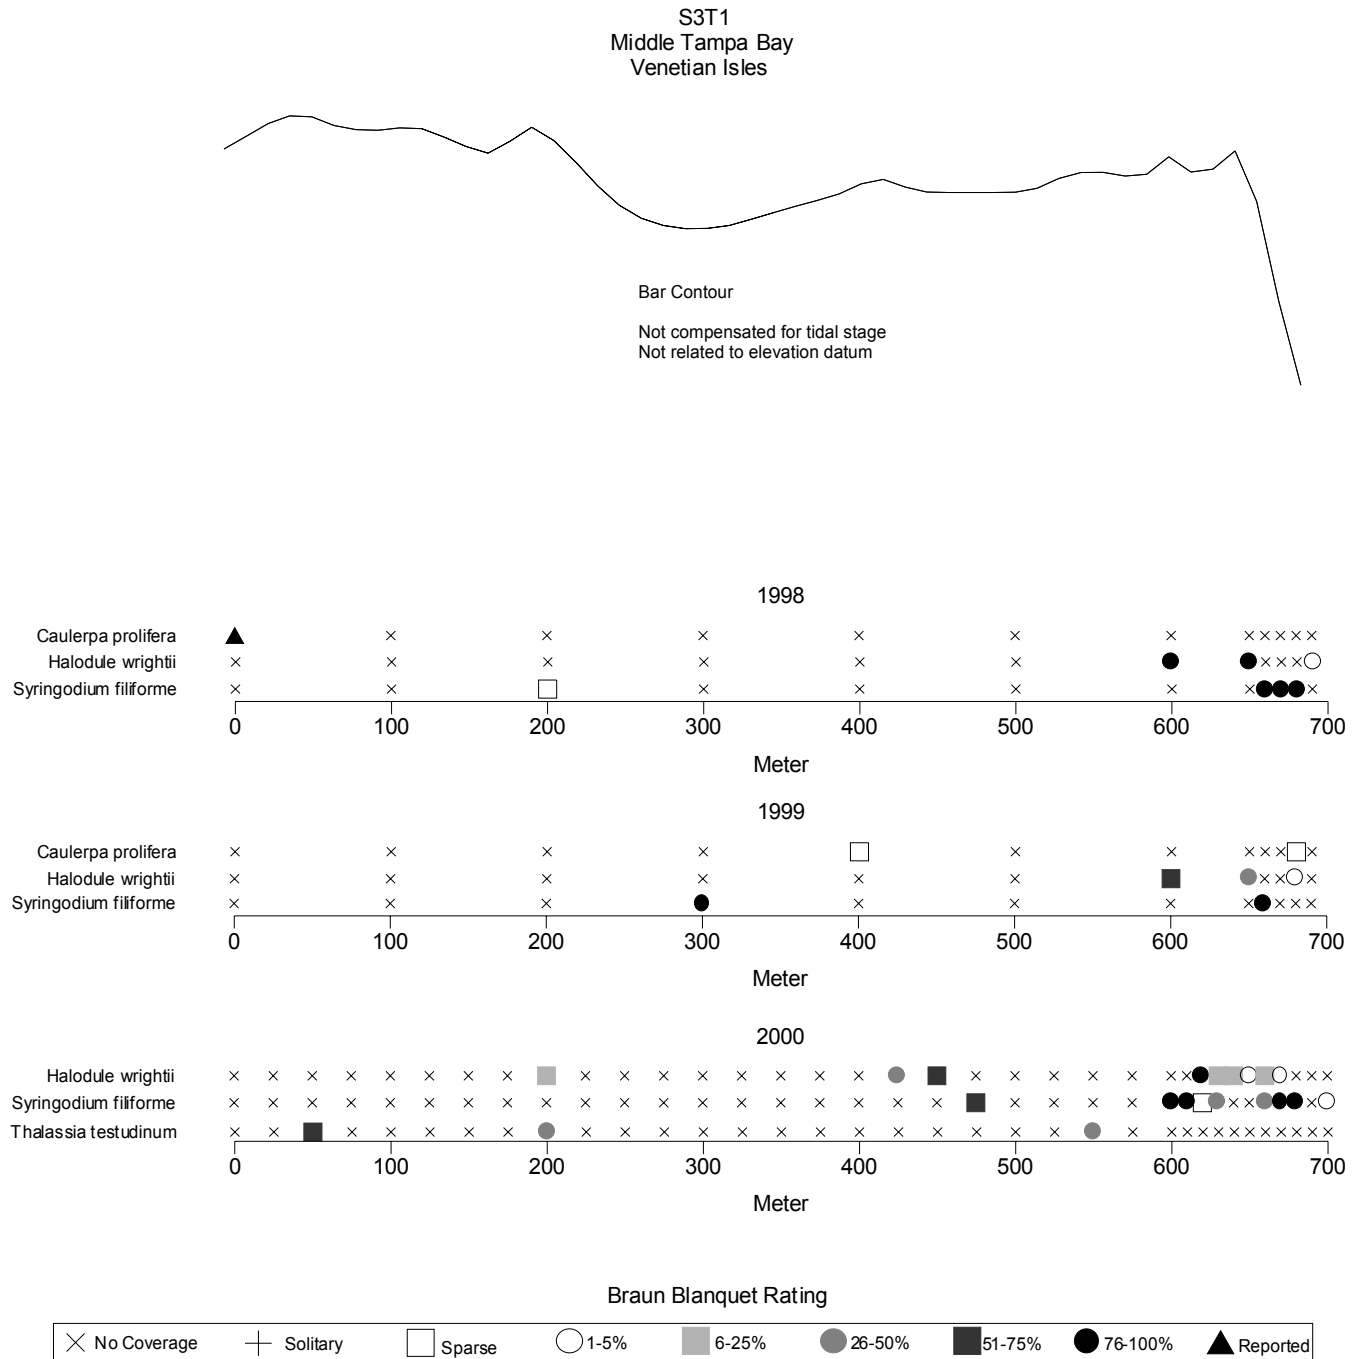 S3T1
Middle Tampa Bay
Venetian Isles
Bar Contour
Not compensated for tidal stage
Not related to elevation datum
1998
Caulerpa prolifera
Halodule wrightii
Syringodium filiforme
0 100 200 300 400 500 600 700
Meter
1999
Caulerpa prolifera
Halodule wrightii
Syringodium filiforme
0 100 200 300 400 500 600 700
Meter
2000
Halodule wrightii
Syringodium filiforme
Thalassia testudinum
0 100 200 300 400 500 600 700
Meter
Braun Blanquet Rating
No Coverage Solitary Sparse 1-5% 6-25% 26-50% 51-75% 76-100% Reported